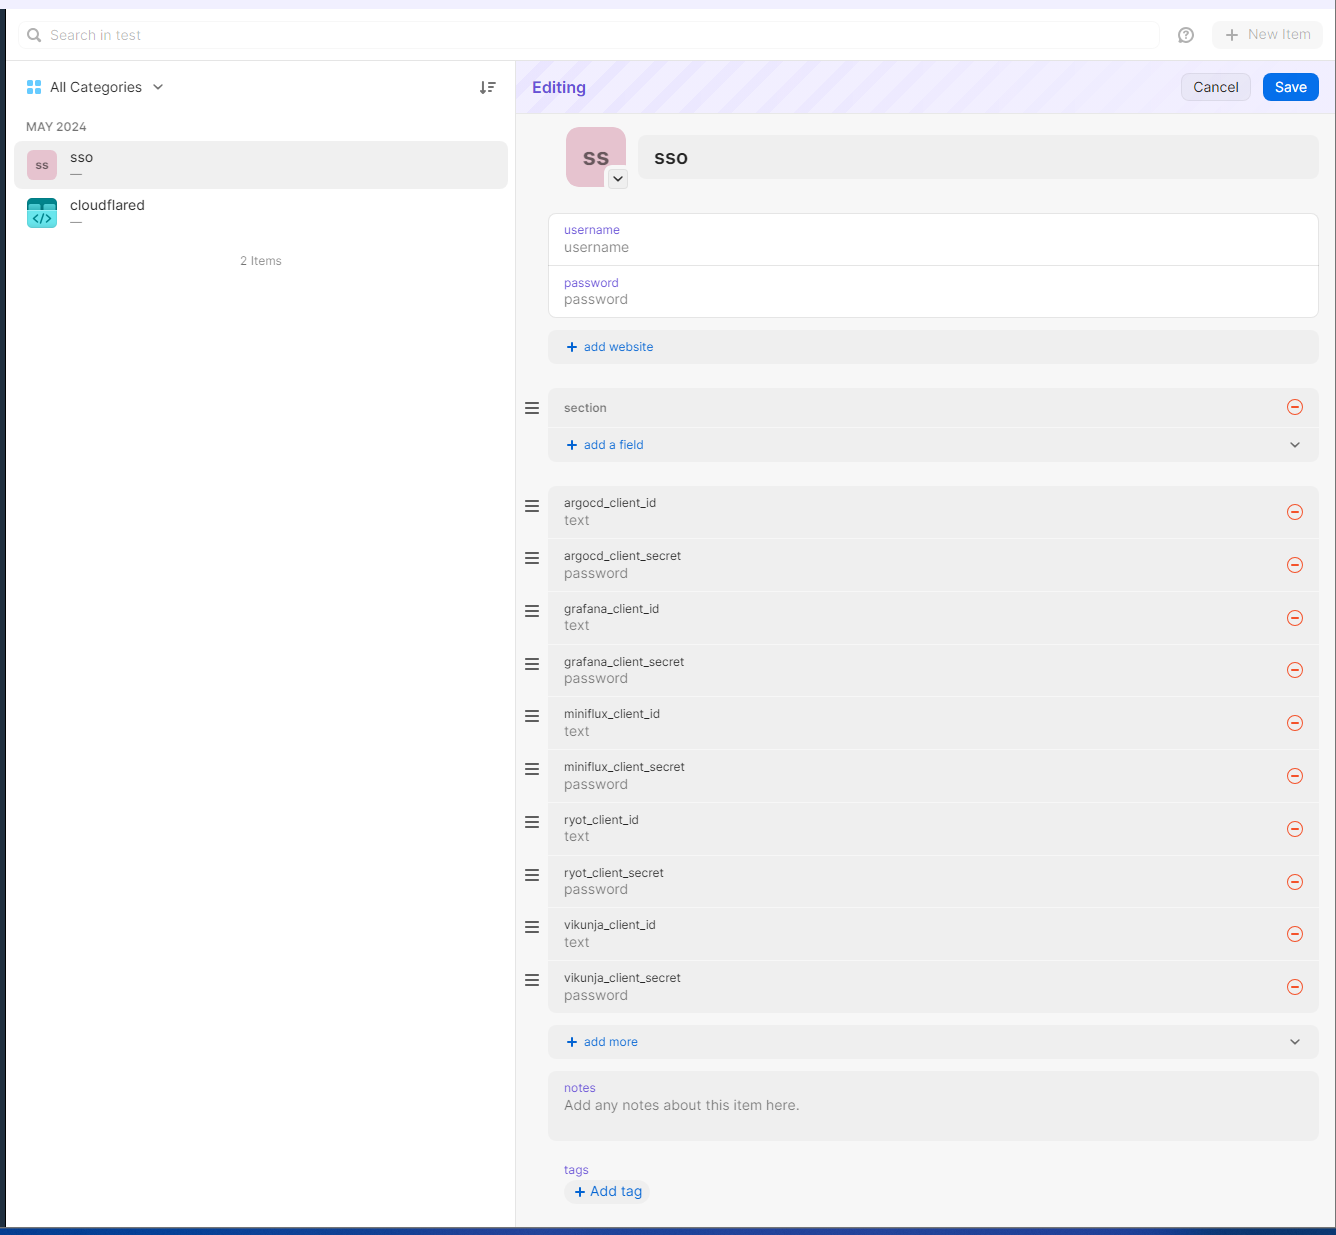 Search in test
New Item
All Categories
Editing
Cancel
Save
MAY 2024
ss
sso
—
cloudflared
—
2 Items
ss
sso
username
username
password
password
add website
section
add a field
argocd_client_id
text
argocd_client_secret
password
grafana_client_id
text
grafana_client_secret
password
miniflux_client_id
text
miniflux_client_secret
password
ryot_client_id
text
ryot_client_secret
password
vikunja_client_id
text
vikunja_client_secret
password
add more
notes
Add any notes about this item here.
tags
Add tag